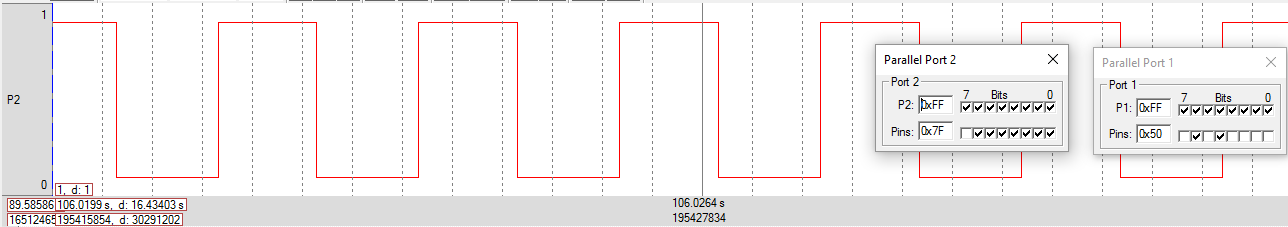 1
P2
0
1, d: 1
89.58586 106.0199 s, d: 16.43403 s
16512465 195415854, d: 30291202
106.0264 s
195427834
Parallel Port 2
Port 2
7 Bits 0
P2: 0xFF
Pins: 0x7F
Parallel Port 1
Port 1
7 Bits 0
P1: 0xFF
Pins: 0x50